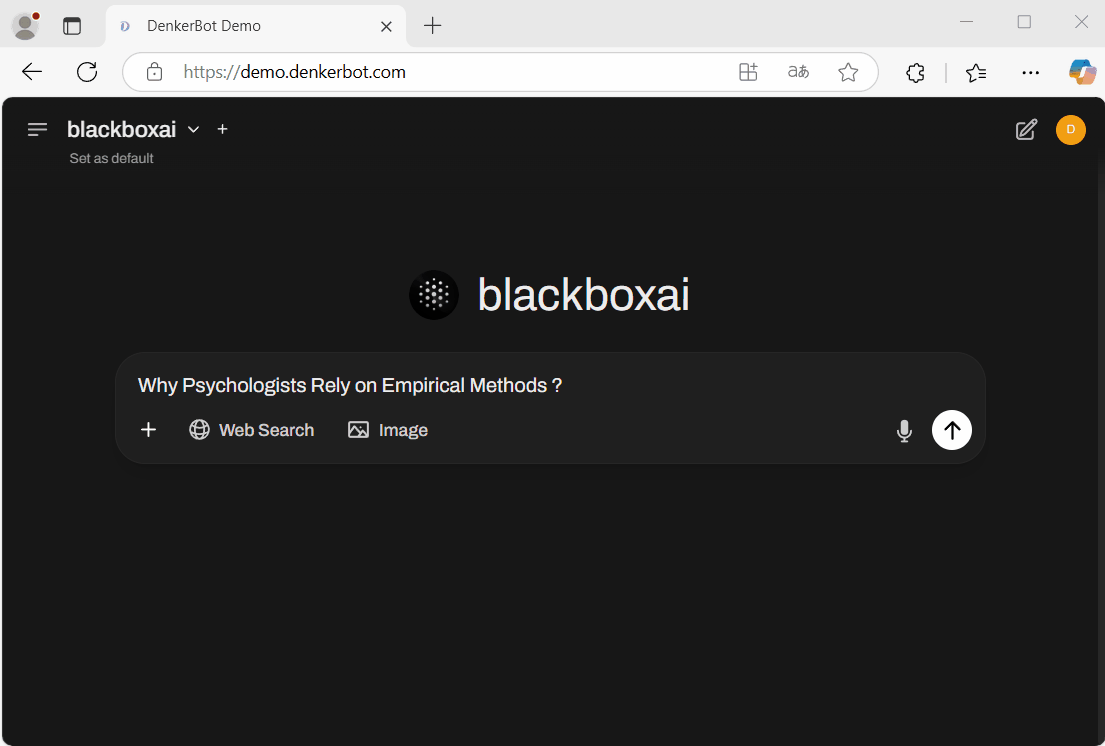 DenkerBot Demo
https://demo.denkerbot.com
blackboxai
D
Set as default
blackboxai
Why Psychologists Rely on Empirical Methods ?
Web Search Image